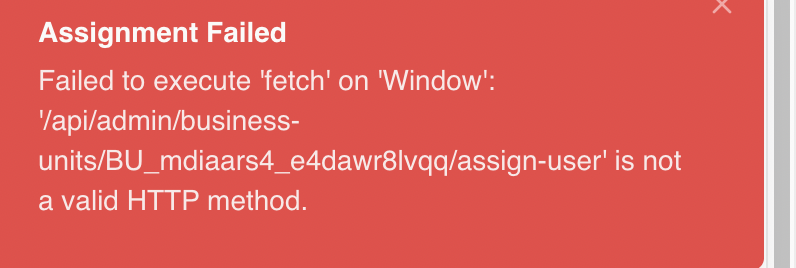 Assignment Failed
Failed to execute 'fetch' on 'Window':
'/api/admin/business-
units/BU_mdiaars4_e4dawr8lvqq/assign-user' is not
a valid HTTP method.